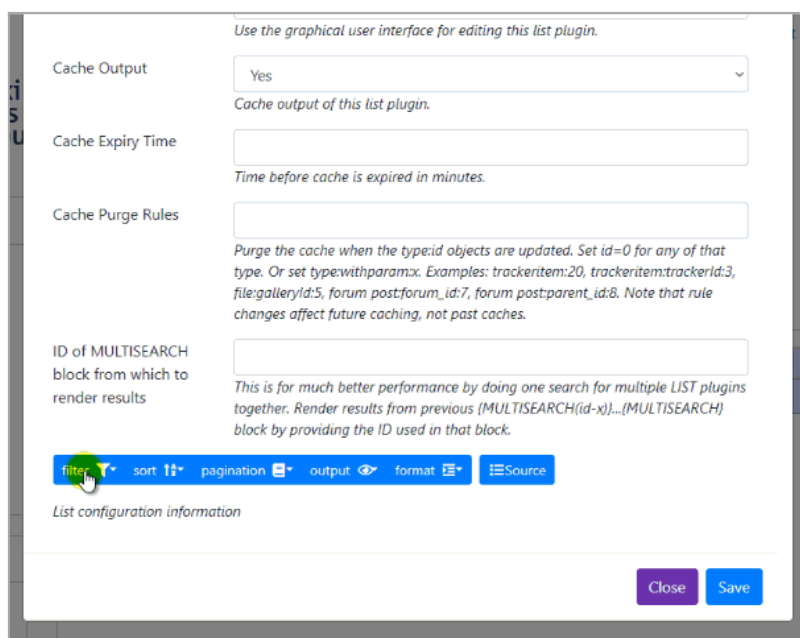 Use the graphical user interface for editing this list plugin.
Cache Output
Yes
Cache output of this list plugin.
Cache Expiry Time
Time before cache is expired in minutes.
Cache Purge Rules
Purge the cache when the type:id objects are updated. Set id=0 for any of that
type. Or set type:withparam:x. Examples: trackeritem:20, trackeritem:trackerId:3,
file:galleryId:5, forum post:forum_id:7, forum post:parent_id:8. Note that rule
changes affect future caching, not past caches.
ID of MULTISEARCH
block from which to
render results
This is for much better performance by doing one search for multiple LIST plugins
together. Render results from previous {MULTISEARCH(id-x)}...{MULTISEARCH}
block by providing the ID used in that block.
filter sort pagination output format Source
List configuration information
Close Save